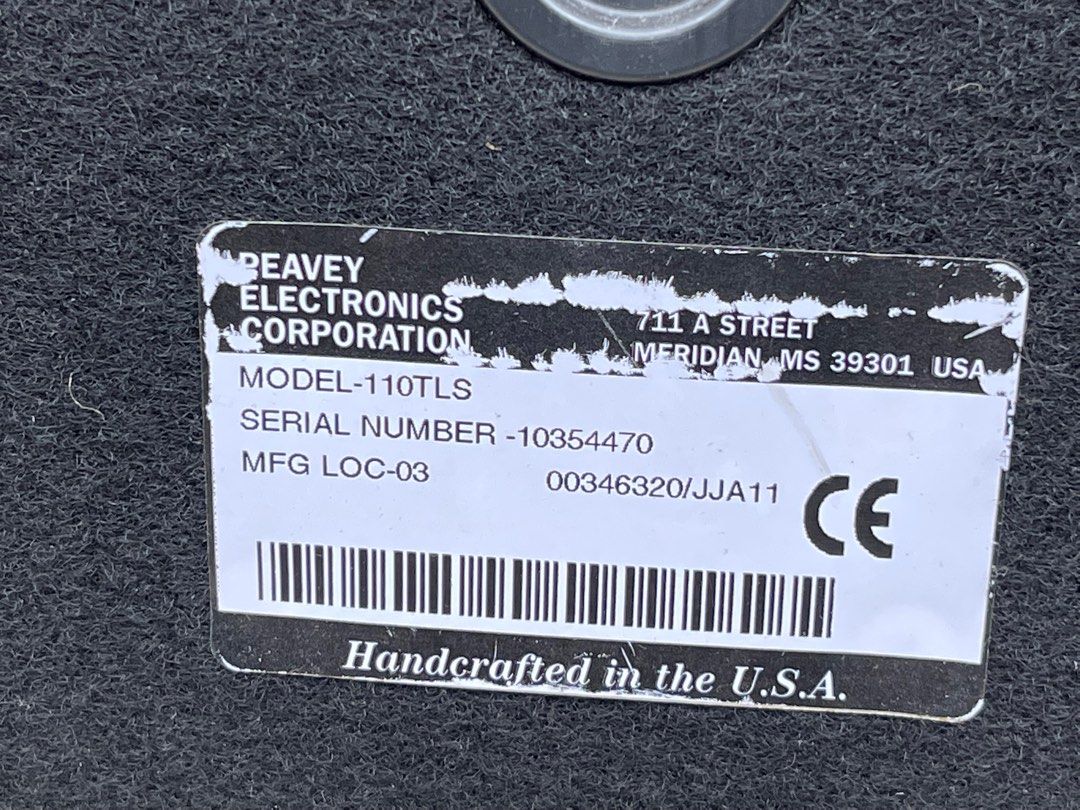 PEAVEY
ELECTRONICS
CORPORATION
711 A STREET
MERIDIAN, MS 39301 USA
MODEL-110TLS
SERIAL NUMBER -10354470
MFG LOC-03
00346320/JJA11
CE
Handcrafted in the U.S.A.